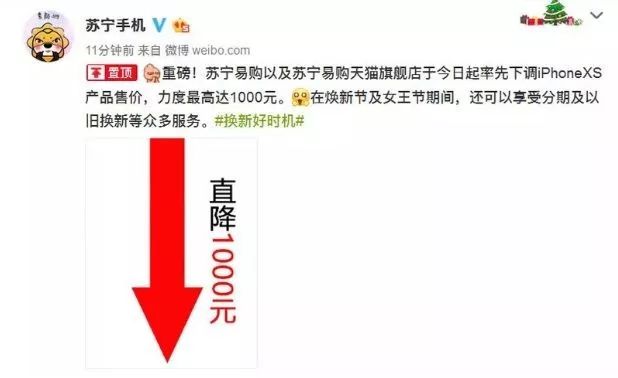 苏宁手机
11分钟前 来自 微博 weibo.com
置顶 重磅！苏宁易购以及苏宁易购天猫旗舰店于今日起率先下调iPhoneXS
产品售价，力度最高达1000元。在焕新节及女王节期间，还可以享受分期及以
旧换新等众多服务。#换新好时机#
直降1000元